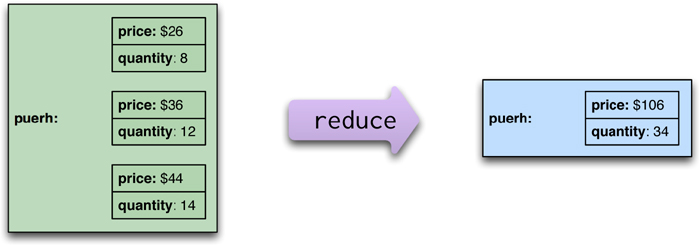 price: $26
quantity: 8
puerh:
price: $36
quantity: 12
price: $44
quantity: 14
reduce
puerh:
price: $106
quantity: 34